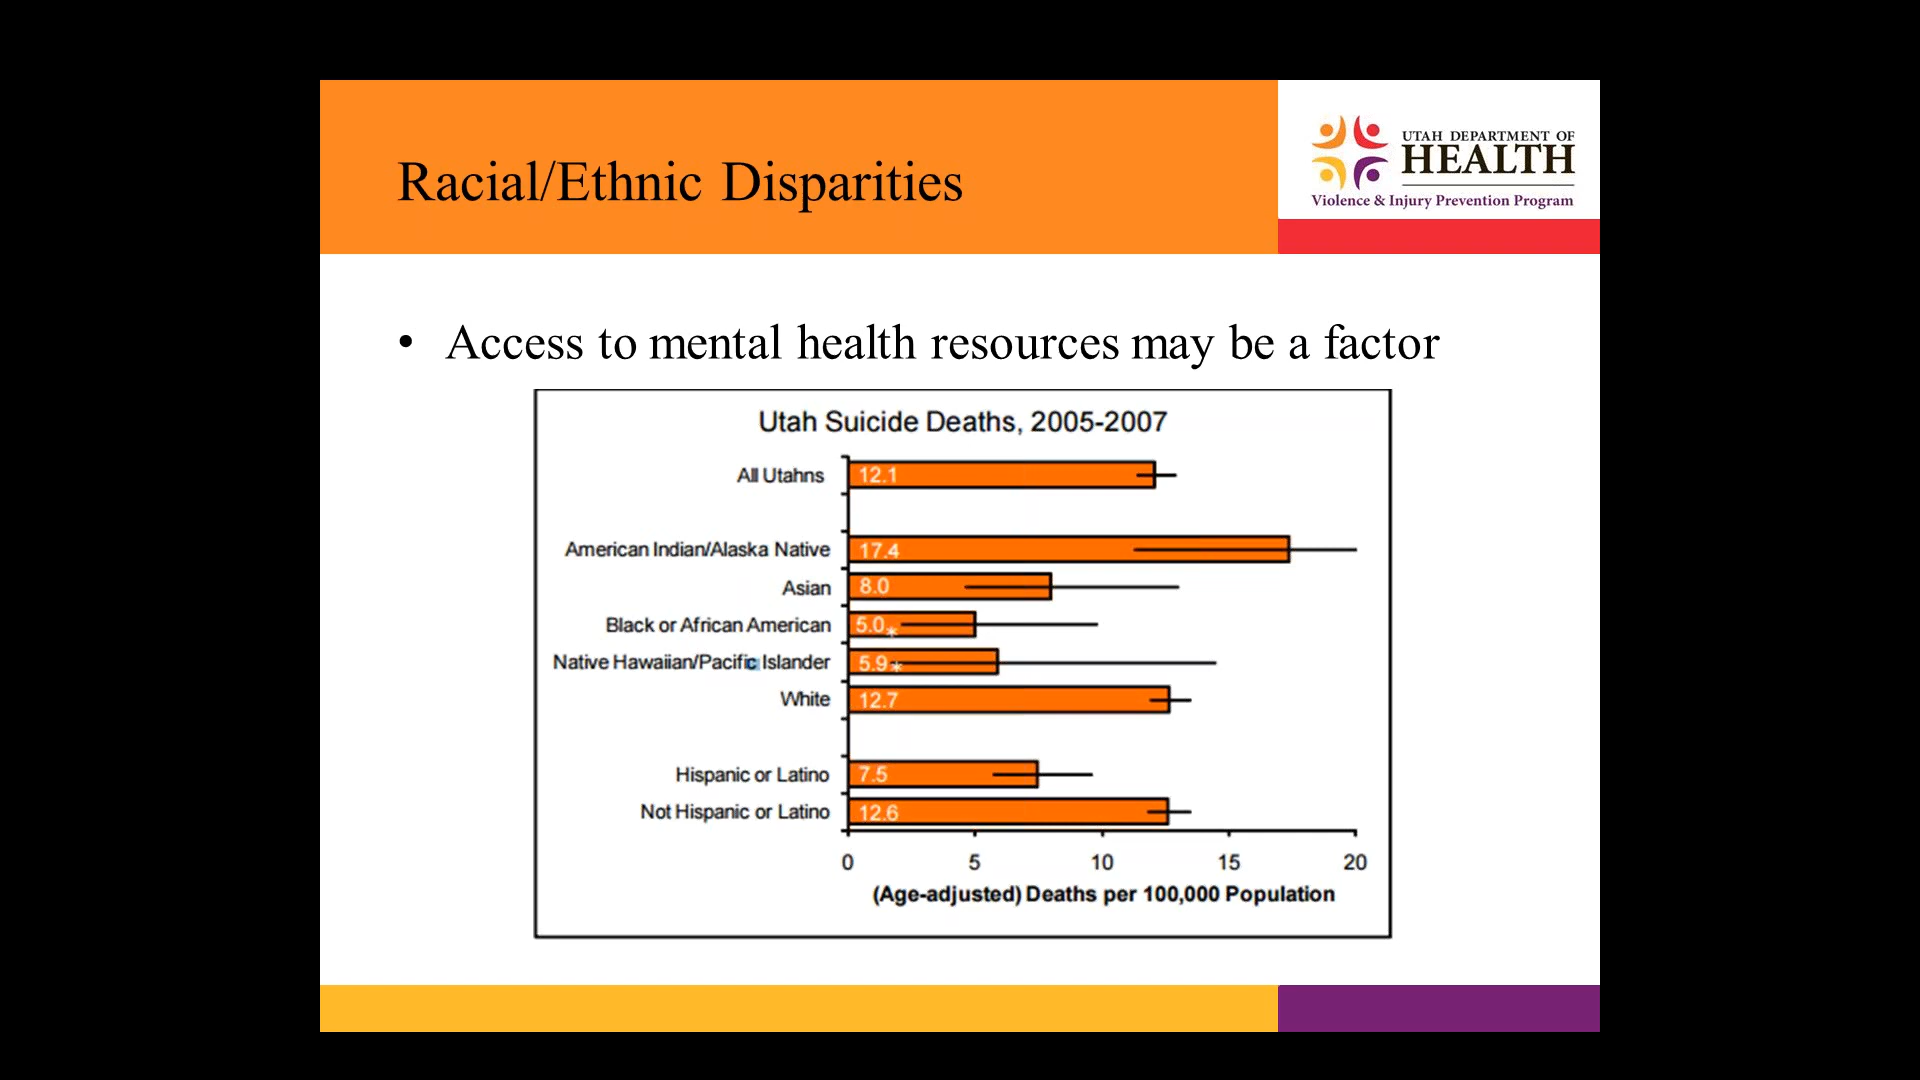 Racial/Ethnic Disparities
UTAH DEPARTMENT OF
HEALTH
Violence & Injury Prevention Program
• Access to mental health resources may be a factor
Utah Suicide Deaths, 2005-2007
All Utahns 12.1
American Indian/Alaska Native 17.4
Asian 8.0
Black or African American 5.0*
Native Hawaiian/Pacific Islander 5.9*
White 12.7
Hispanic or Latino 7.5
Not Hispanic or Latino 12.6
0 5 10 15 20
(Age-adjusted) Deaths per 100,000 Population